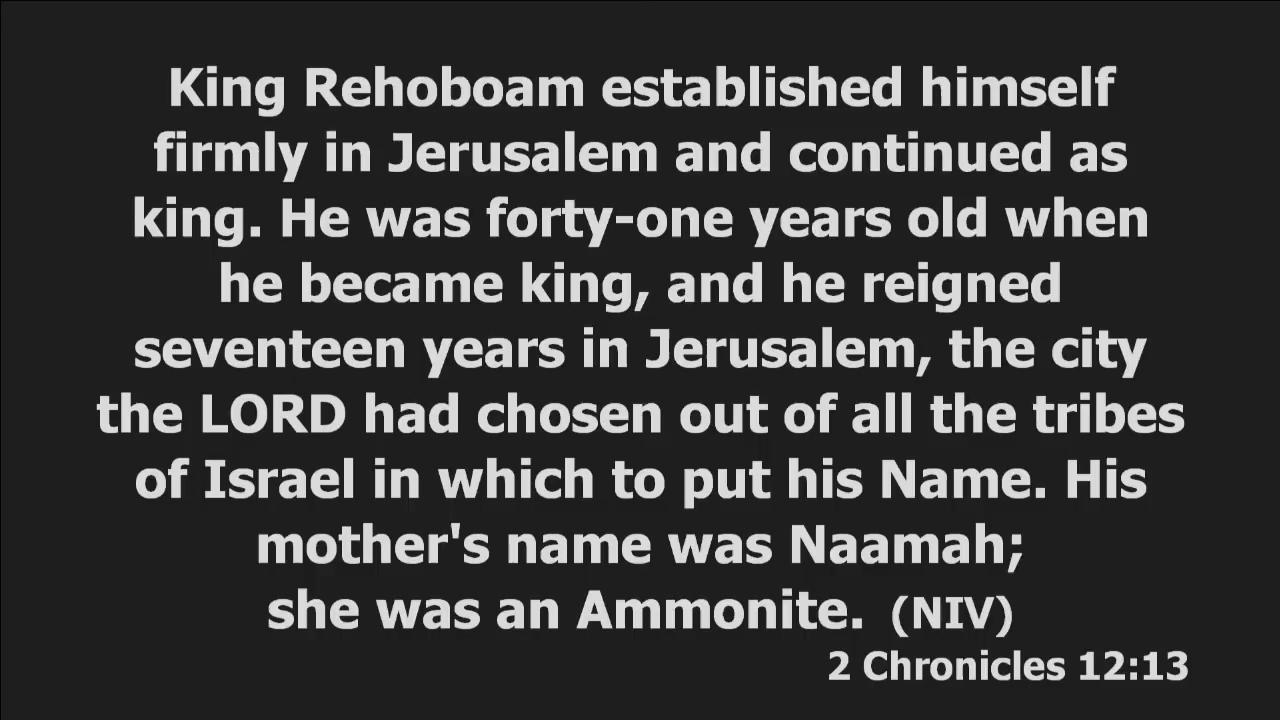 King Rehoboam established himself
firmly in Jerusalem and continued as
king. He was forty-one years old when
he became king, and he reigned
seventeen years in Jerusalem, the city
the LORD had chosen out of all the tribes
of Israel in which to put his Name. His
mother's name was Naamah;
she was an Ammonite. (NIV)
2 Chronicles 12:13